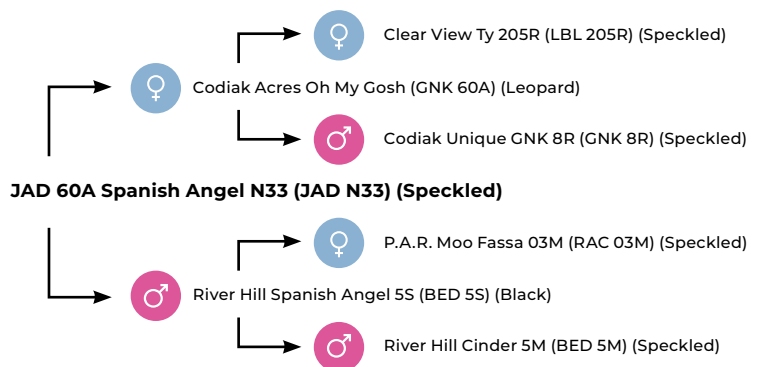 Clear View Ty 205R (LBL 205R) (Speckled)
Codiak Acres Oh My Gosh (GNK 60A) (Leopard)
Codiak Unique GNK 8R (GNK 8R) (Speckled)
JAD 60A Spanish Angel N33 (JAD N33) (Speckled)
P.A.R. Moo Fassa 03M (RAC 03M) (Speckled)
River Hill Spanish Angel 5S (BED 5S) (Black)
River Hill Cinder 5M (BED 5M) (Speckled)